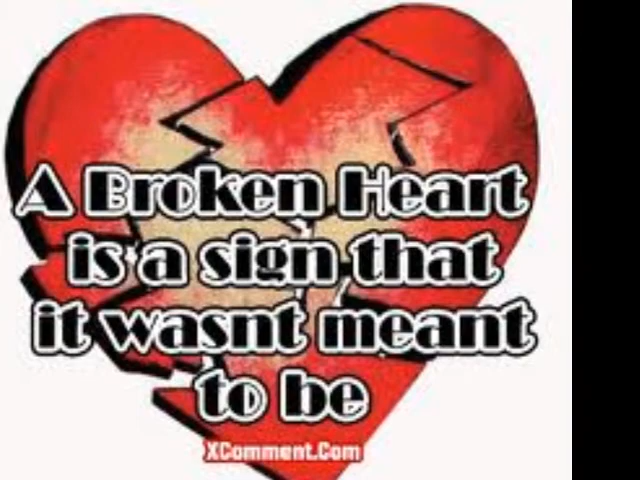 A Broken Heart
is a sign that
it wasnt meant
to be
XComment.Com